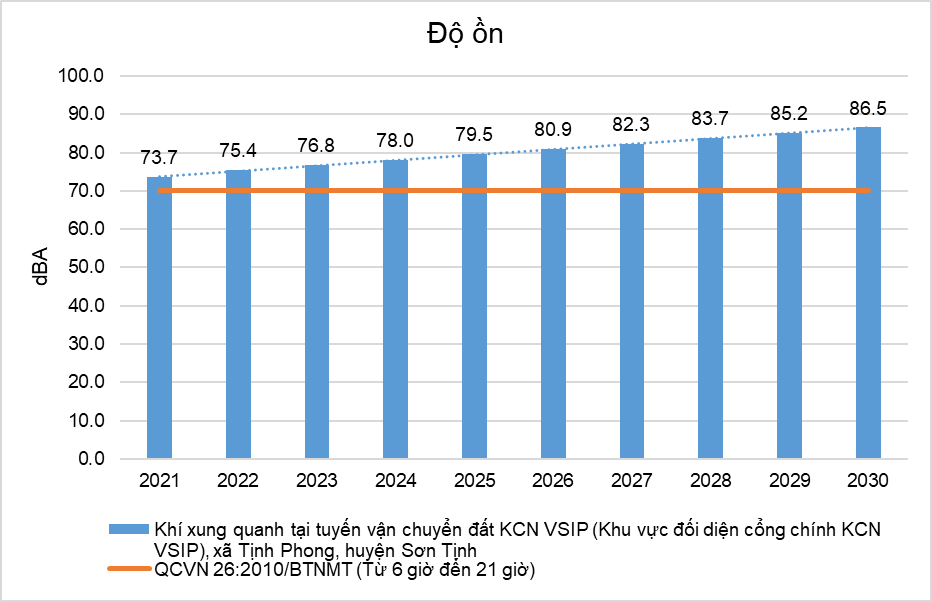 Độ ồn
100.0
90.0
80.0
70.0
60.0
50.0
40.0
30.0
20.0
10.0
0.0
dBA
73.7 75.4 76.8 78.0 79.5 80.9 82.3 83.7 85.2 86.5
2021 2022 2023 2024 2025 2026 2027 2028 2029 2030
Khí xung quanh tại tuyến vận chuyển đất KCN VSIP (Khu vực đối diện cổng chính KCN
VSIP), xã Tịnh Phong, huyện Sơn Tịnh
QCVN 26:2010/BTNMT (Từ 6 giờ đến 21 giờ)